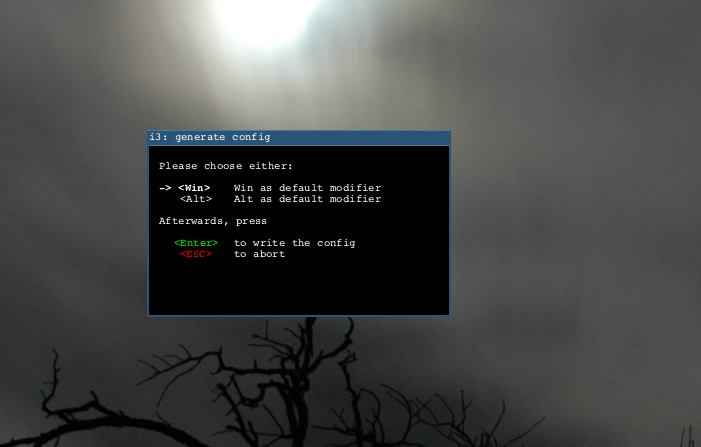 i3: generate config
Please choose either:
-> <Win> Win as default modifier
<Alt> Alt as default modifier
Afterwards, press
<Enter> to write the config
<ESC> to abort